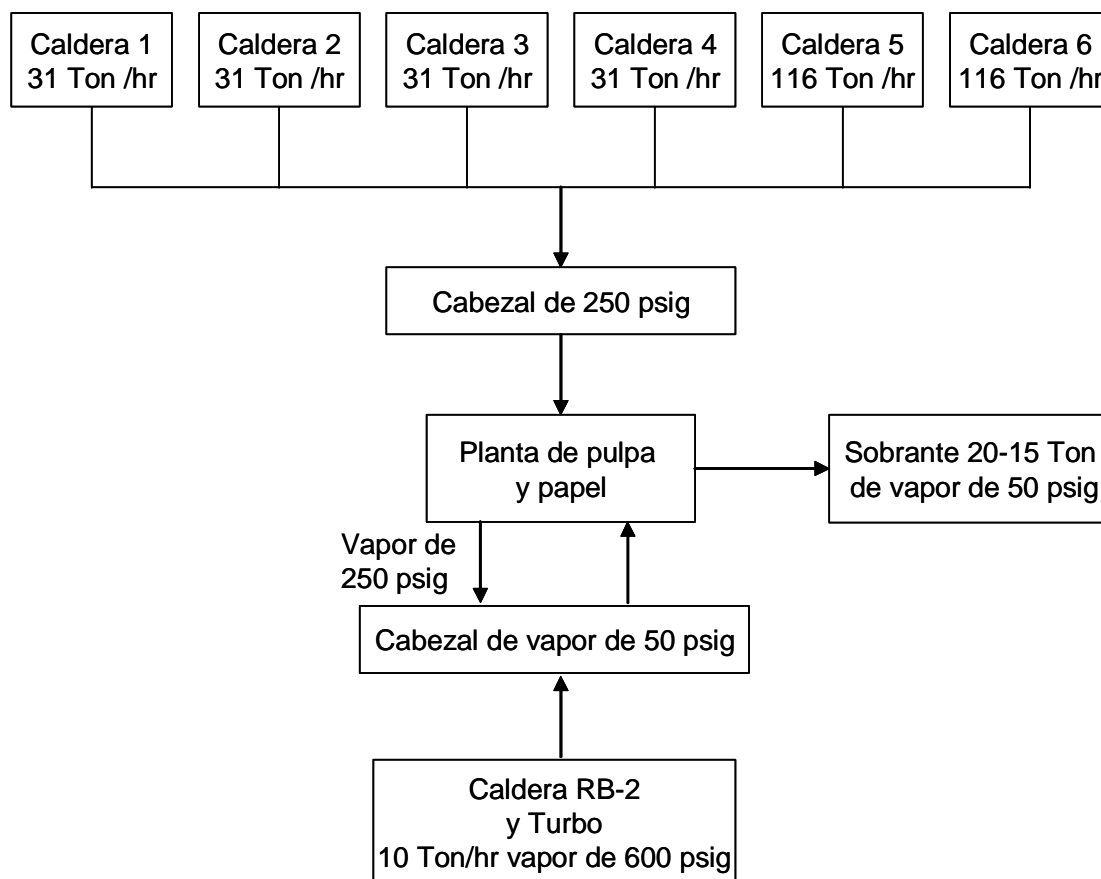 Caldera 1
31 Ton /hr
Caldera 2
31 Ton /hr
Caldera 3
31 Ton /hr
Caldera 4
31 Ton /hr
Caldera 5
116 Ton /hr
Caldera 6
116 Ton /hr
Cabezal de 250 psig
Planta de pulpa
y papel
Sobrante 20-15 Ton
de vapor de 50 psig
Vapor de
250 psig
Cabezal de vapor de 50 psig
Caldera RB-2
y Turbo
10 Ton/hr vapor de 600 psig